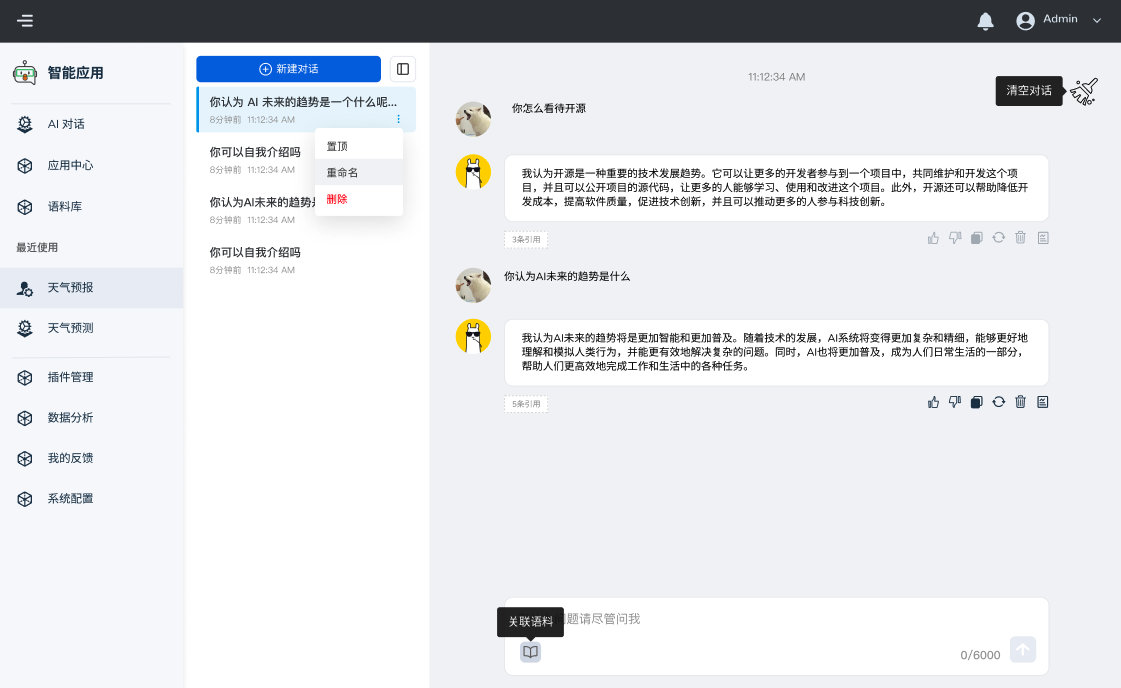 Admin
智能应用
AI 对话
应用中心
语料库
最近使用
天气预报
天气预测
插件管理
数据分析
我的反馈
系统配置
新建对话
你认为 AI 未来的趋势是一个什么呢...
8分钟前 11:12:34 AM
你可以自我介绍吗
8分钟前 11:12:34 AM
你认为AI未来的趋势是
8分钟前 11:12:34 AM
你可以自我介绍吗
8分钟前 11:12:34 AM
置顶
重命名
删除
11:12:34 AM
清空对话
你怎么看待开源
我认为开源是一种重要的技术发展趋势。它可以让更多的开发者参与到一个项目中，共同维护和开发这个项
目，并且可以公开项目的源代码，让更多的人能够学习、使用和改进这个项目。此外，开源还可以帮助降低开
发成本，提高软件质量，促进技术创新，并且可以推动更多的人参与科技创新。
3条引用
你认为AI未来的趋势是什么
我认为AI未来的趋势将是更加智能和更加普及。随着技术的发展，AI系统将变得更加复杂和精细，能够更好地
理解和模拟人类行为，并能更有效地解决复杂的问题。同时，AI也将更加普及，成为人们日常生活的一部分，
帮助人们更高效地完成工作和生活中的各种任务。
5条引用
题请尽管问我
关联语料
0/6000